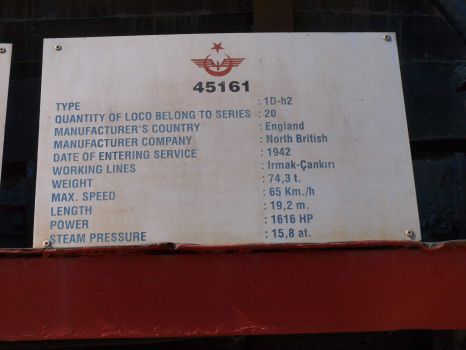 45161
TYPE : 1D-h2
QUANTITY OF LOCO BELONG TO SERIES : 20
MANUFACTURER'S COUNTRY : England
MANUFACTURER COMPANY : North British
DATE OF ENTERING SERVICE : 1942
WORKING LINES : Irmak-Çankırı
WEIGHT : 74,3 t.
MAX. SPEED : 65 Km./h
LENGTH : 19,2 m.
POWER : 1616 HP
STEAM PRESSURE : 15,8 at.